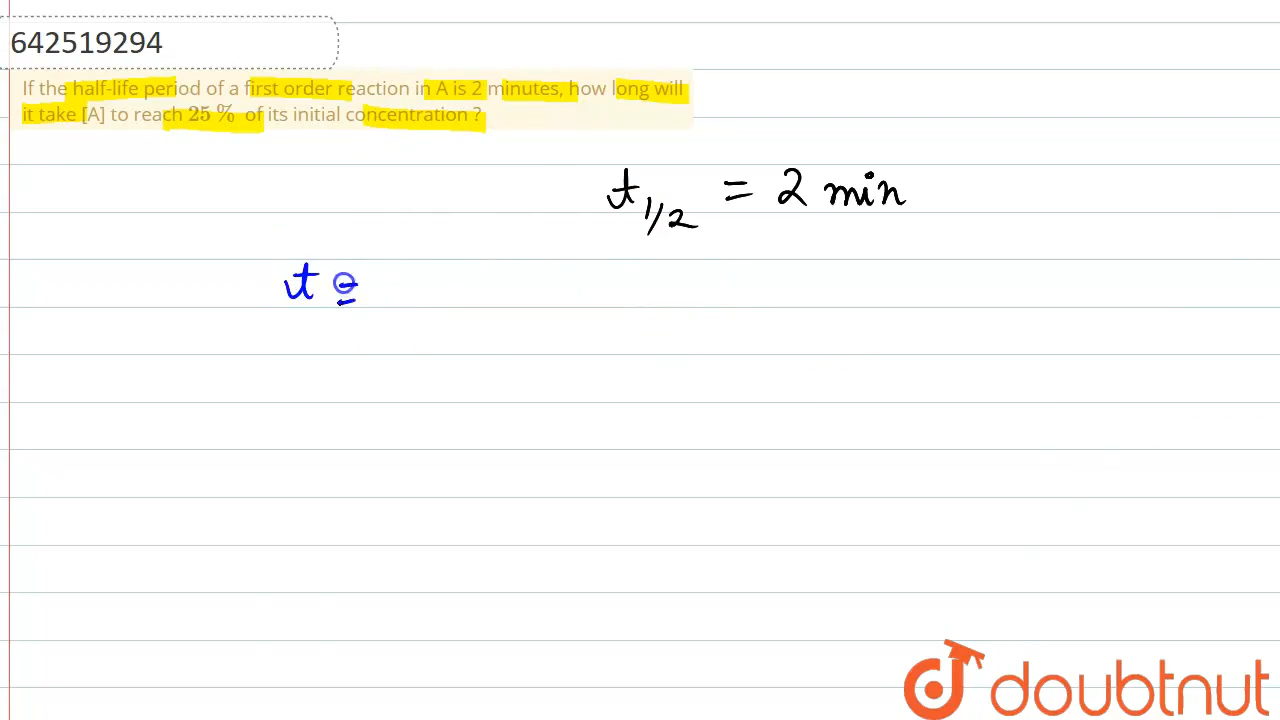 642519294
If the half-life period of a first order reaction in A is 2 minutes, how long will
it take [A] to reach 25 % of its initial concentration ?
t1/2 = 2 min
t =
doubtnut